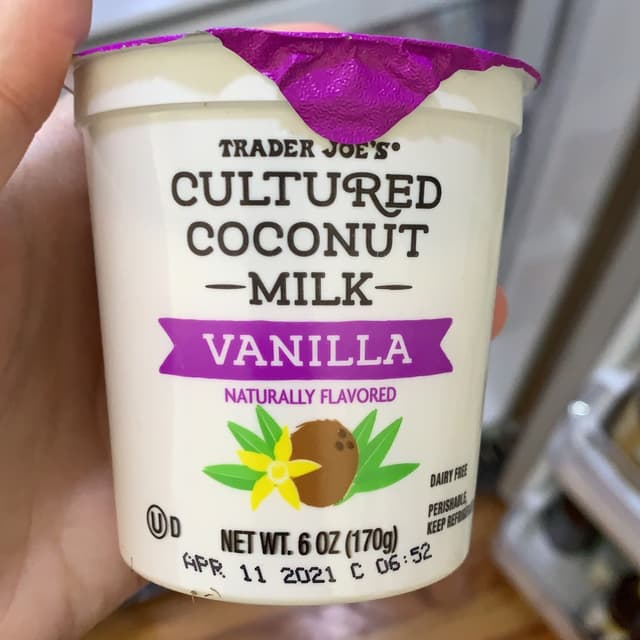 TRADER JOE'S®
CULTURED
COCONUT
—MILK—
VANILLA
NATURALLY FLAVORED
DAIRY FREE
PERISHABLE,
KEEP
Ⓤ D
NET WT. 6 OZ (170g)
APR 11 2021 C 06:52